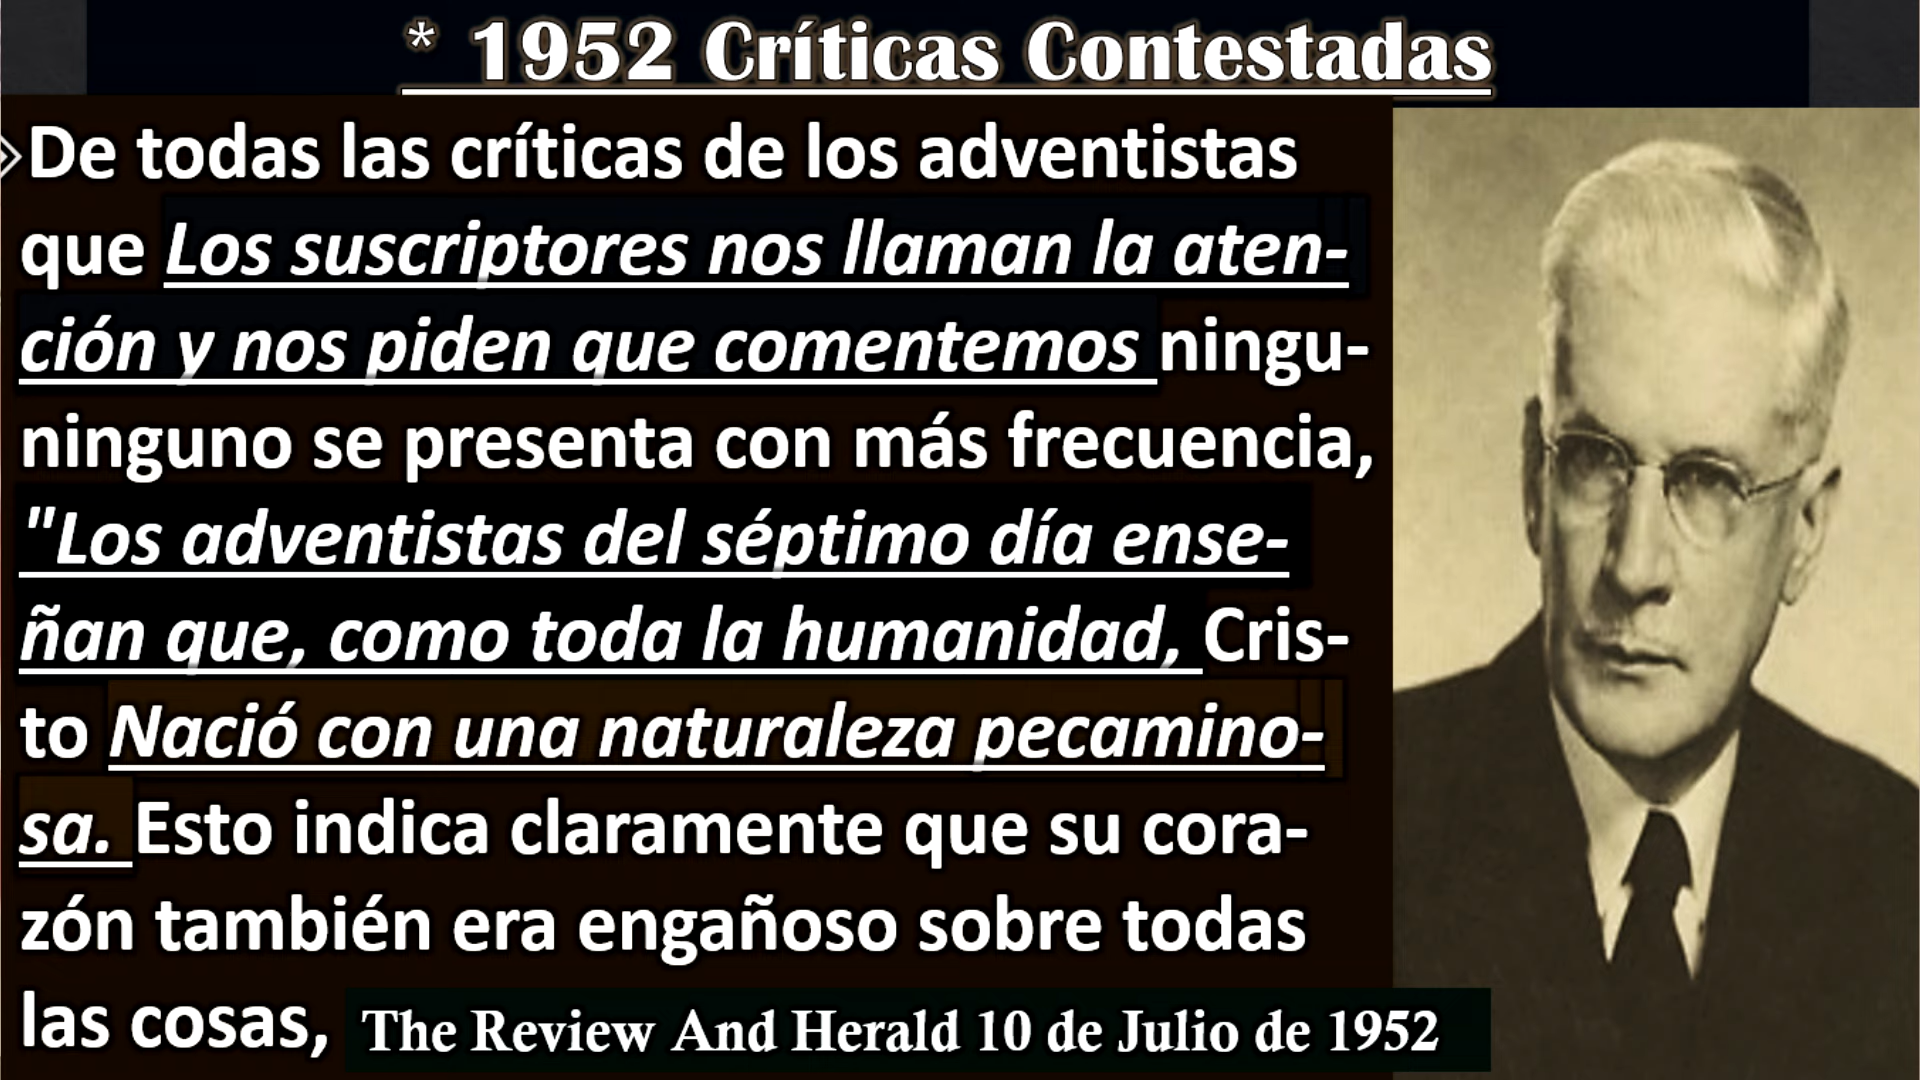 * 1952 Críticas Contestadas
De todas las críticas de los adventistas
que Los suscriptores nos llaman la aten-
ción y nos piden que comentemos ningu-
ninguno se presenta con más frecuencia,
"Los adventistas del séptimo día ense-
ñan que, como toda la humanidad, Cris-
to Nació con una naturaleza pecamino-
sa. Esto indica claramente que su cora-
zón también era engañoso sobre todas
las cosas, The Review And Herald 10 de Julio de 1952